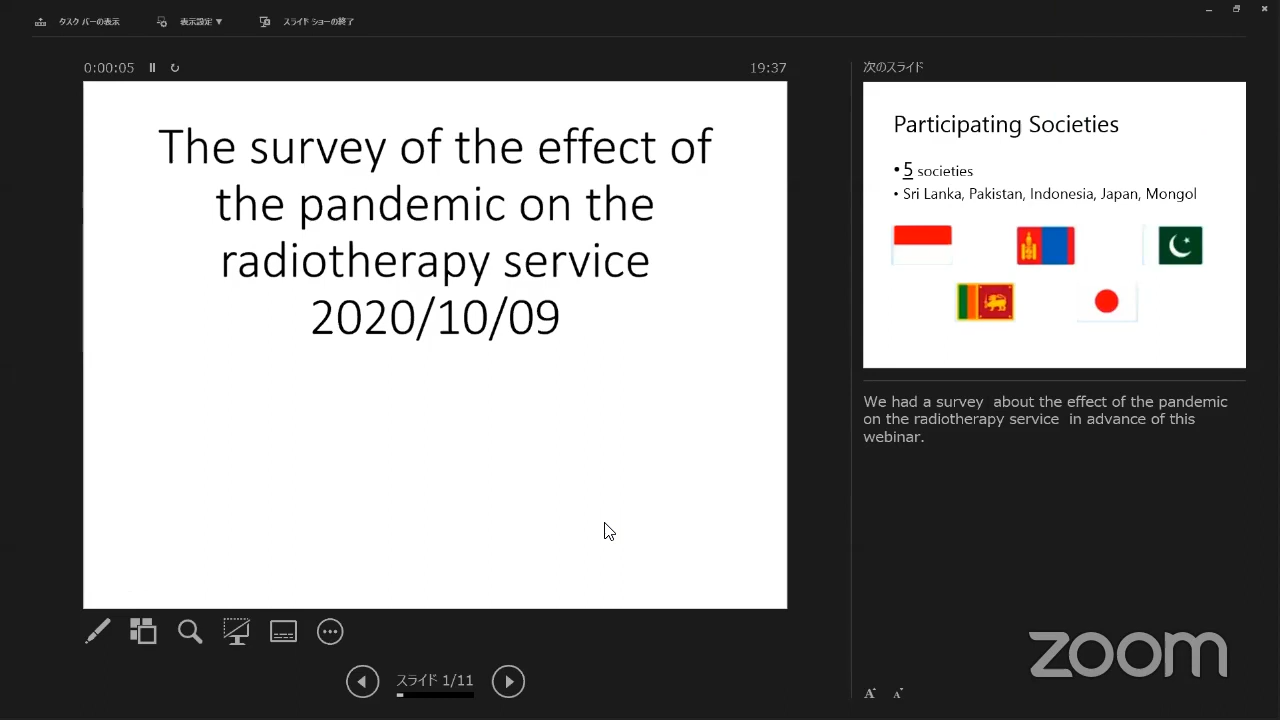 タスク バーの表示
表示設定 ▼
スライド ショーの終了
0:00:05
19:37
The survey of the effect of
the pandemic on the
radiotherapy service
2020/10/09
スライド 1/11
次のスライド
Participating Societies
• 5 societies
• Sri Lanka, Pakistan, Indonesia, Japan, Mongol
We had a survey about the effect of the pandemic
on the radiotherapy service in advance of this
webinar.
zoom
A A